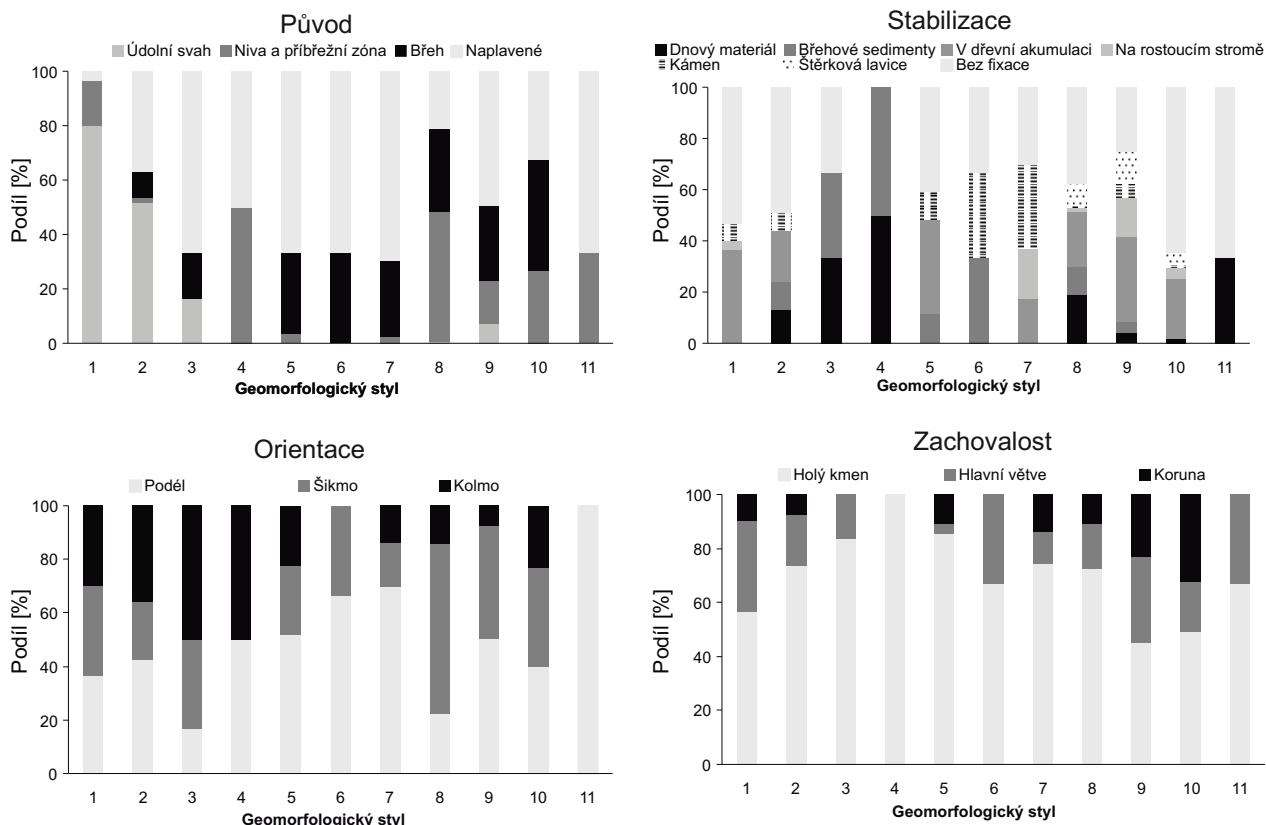 Původ
Údolní svah Niva a příbřežní zóna Břeh Naplavené
Podíl [%]
100
80
60
40
20
0
1 2 3 4 5 6 7 8 9 10 11
Geomorfologický styl
Stabilizace
Dnový materiál Břehové sedimenty V dřevní akumulaci Na rostoucím stromě
Kámen Štěrková lavice Bez fixace
Podíl [%]
100
80
60
40
20
0
1 2 3 4 5 6 7 8 9 10 11
Geomorfologický styl
Orientace
Podél Šikmo Kolmo
Podíl [%]
100
80
60
40
20
0
1 2 3 4 5 6 7 8 9 10 11
Geomorfologický styl
Zachovalost
Holý kmen Hlavní větve Koruna
Podíl [%]
100
80
60
40
20
0
1 2 3 4 5 6 7 8 9 10 11
Geomorfologický styl